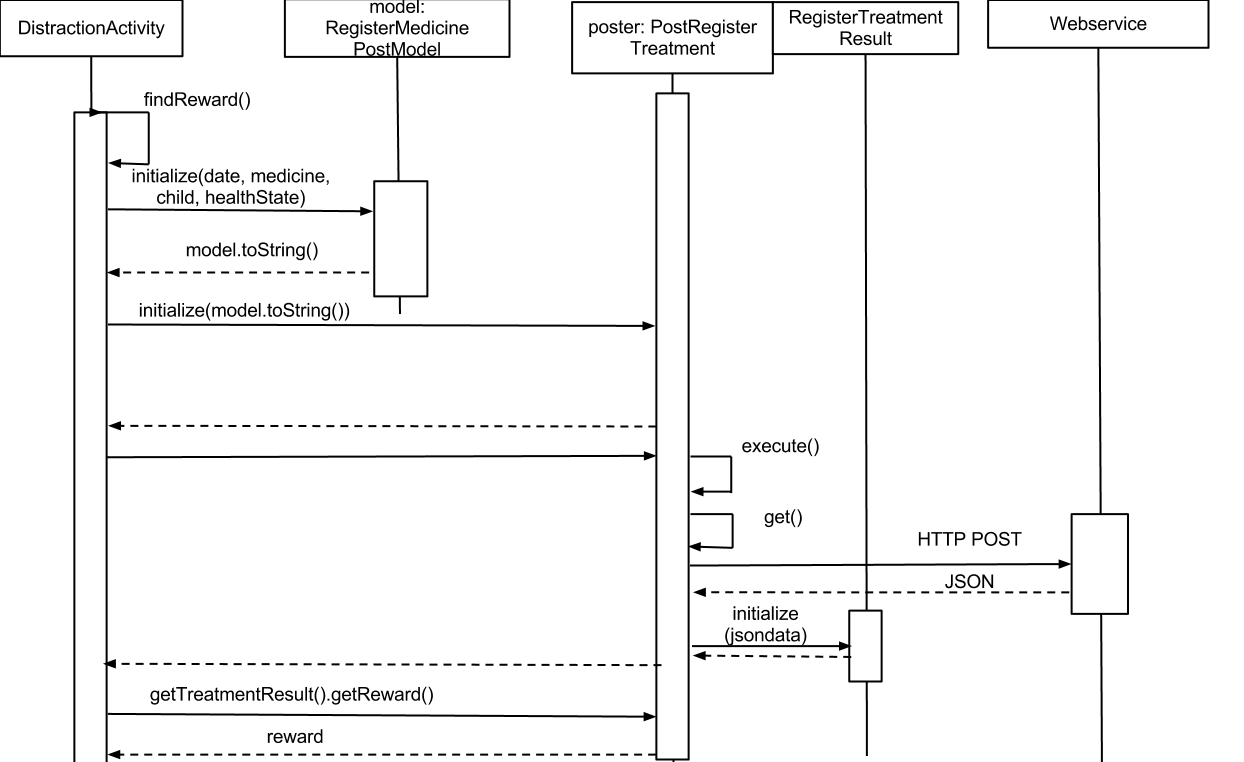 DistractionActivity
model:
RegisterMedicine
PostModel
poster: PostRegister
Treatment
RegisterTreatment
Result
Webservice
findReward()
initialize(date, medicine,
child, healthState)
model.toString()
initialize(model.toString())
execute()
get()
HTTP POST
JSON
initialize
(jsondata)
getTreatmentResult().getReward()
reward